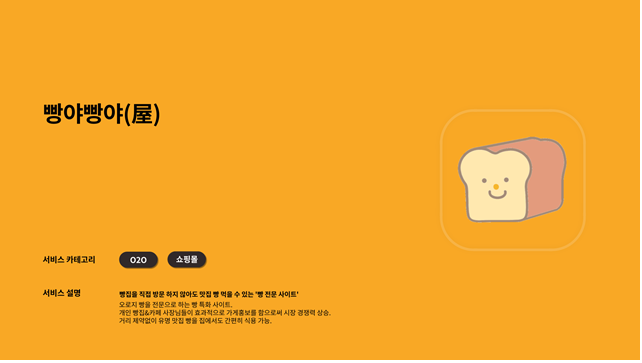 빵야빵야(屋)
서비스 카테고리
O2O
쇼핑몰
서비스 설명
빵집을 직접 방문 하지 않아도 맛집 빵 먹을 수 있는 '빵 전문 사이트'
오로지 빵을 전문으로 하는 빵 특화 사이트.
개인 빵집&카페 사장님들이 효과적으로 가게홍보를 함으로써 시장 경쟁력 상승.
거리 제약없이 유명 맛집 빵을 집에서도 간편히 식용 가능.